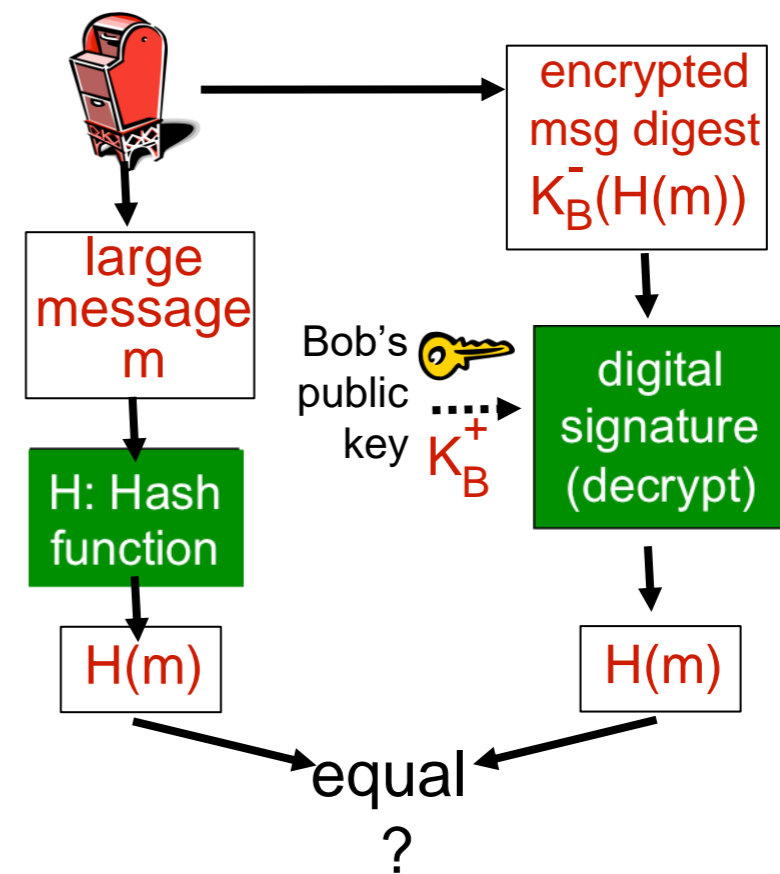 encrypted
msg digest
K_B^-(H(m))
large
message
m
Bob’s
public
key
K_B^+
digital
signature
(decrypt)
H: Hash
function
H(m)
H(m)
equal
?